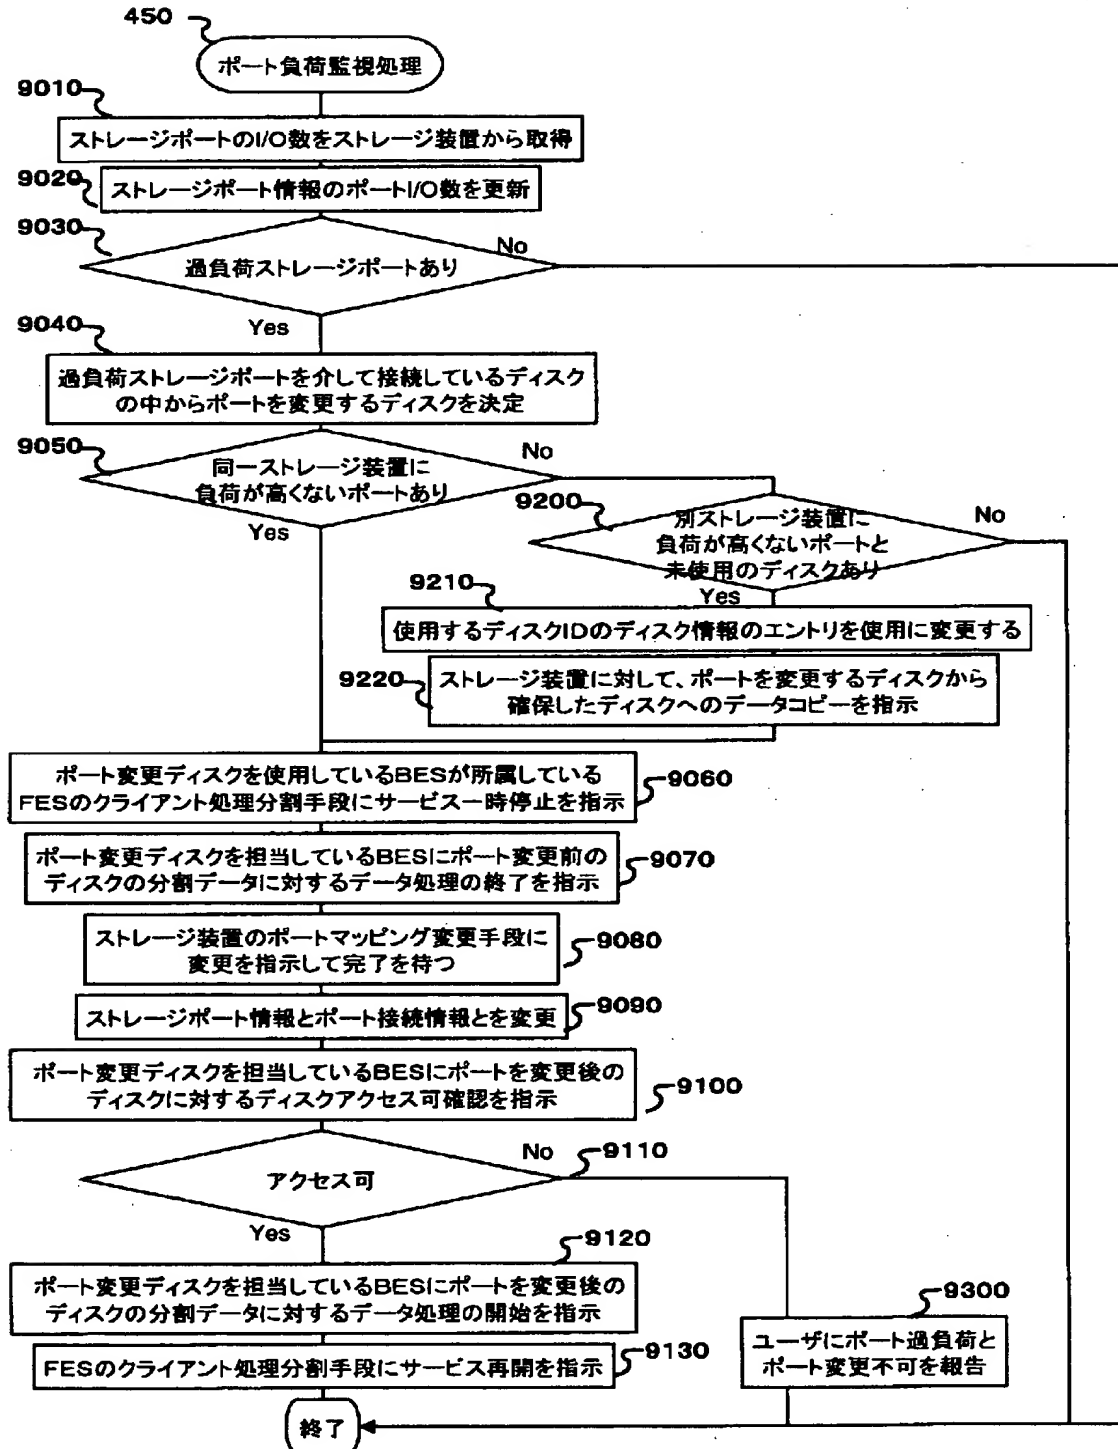 450
ポート負荷監視処理
9010
ストレージポートのI/O数をストレージ装置から取得
9020
ストレージポート情報のポートI/O数を更新
9030
過負荷ストレージポートあり
No
Yes
9040
過負荷ストレージポートを介して接続しているディスク
の中からポートを変更するディスクを決定
9050
同一ストレージ装置に
負荷が高くないポートあり
No
Yes
9200
別ストレージ装置に
負荷が高くないポートと
未使用のディスクあり
No
Yes
9210
使用するディスクIDのディスク情報のエントリを使用に変更する
9220
ストレージ装置に対して、ポートを変更するディスクから
確保したディスクへのデータコピーを指示
ポート変更ディスクを使用しているBESが所属している
FESのクライアント処理分割手段にサービス一時停止を指示
9060
ポート変更ディスクを担当しているBESにポート変更前の
ディスクの分割データに対するデータ処理の終了を指示
9070
ストレージ装置のポートマッピング変更手段に
変更を指示して完了を待つ
9080
ストレージポート情報とポート接続情報とを変更
9090
ポート変更ディスクを担当しているBESにポートを変更後の
ディスクに対するディスクアクセス可確認を指示
9100
アクセス可
No
9110
Yes
9120
ポート変更ディスクを担当しているBESにポートを変更後の
ディスクの分割データに対するデータ処理の開始を指示
9300
ユーザにポート過負荷と
ポート変更不可を報告
FESのクライアント処理分割手段にサービス再開を指示
9130
終了